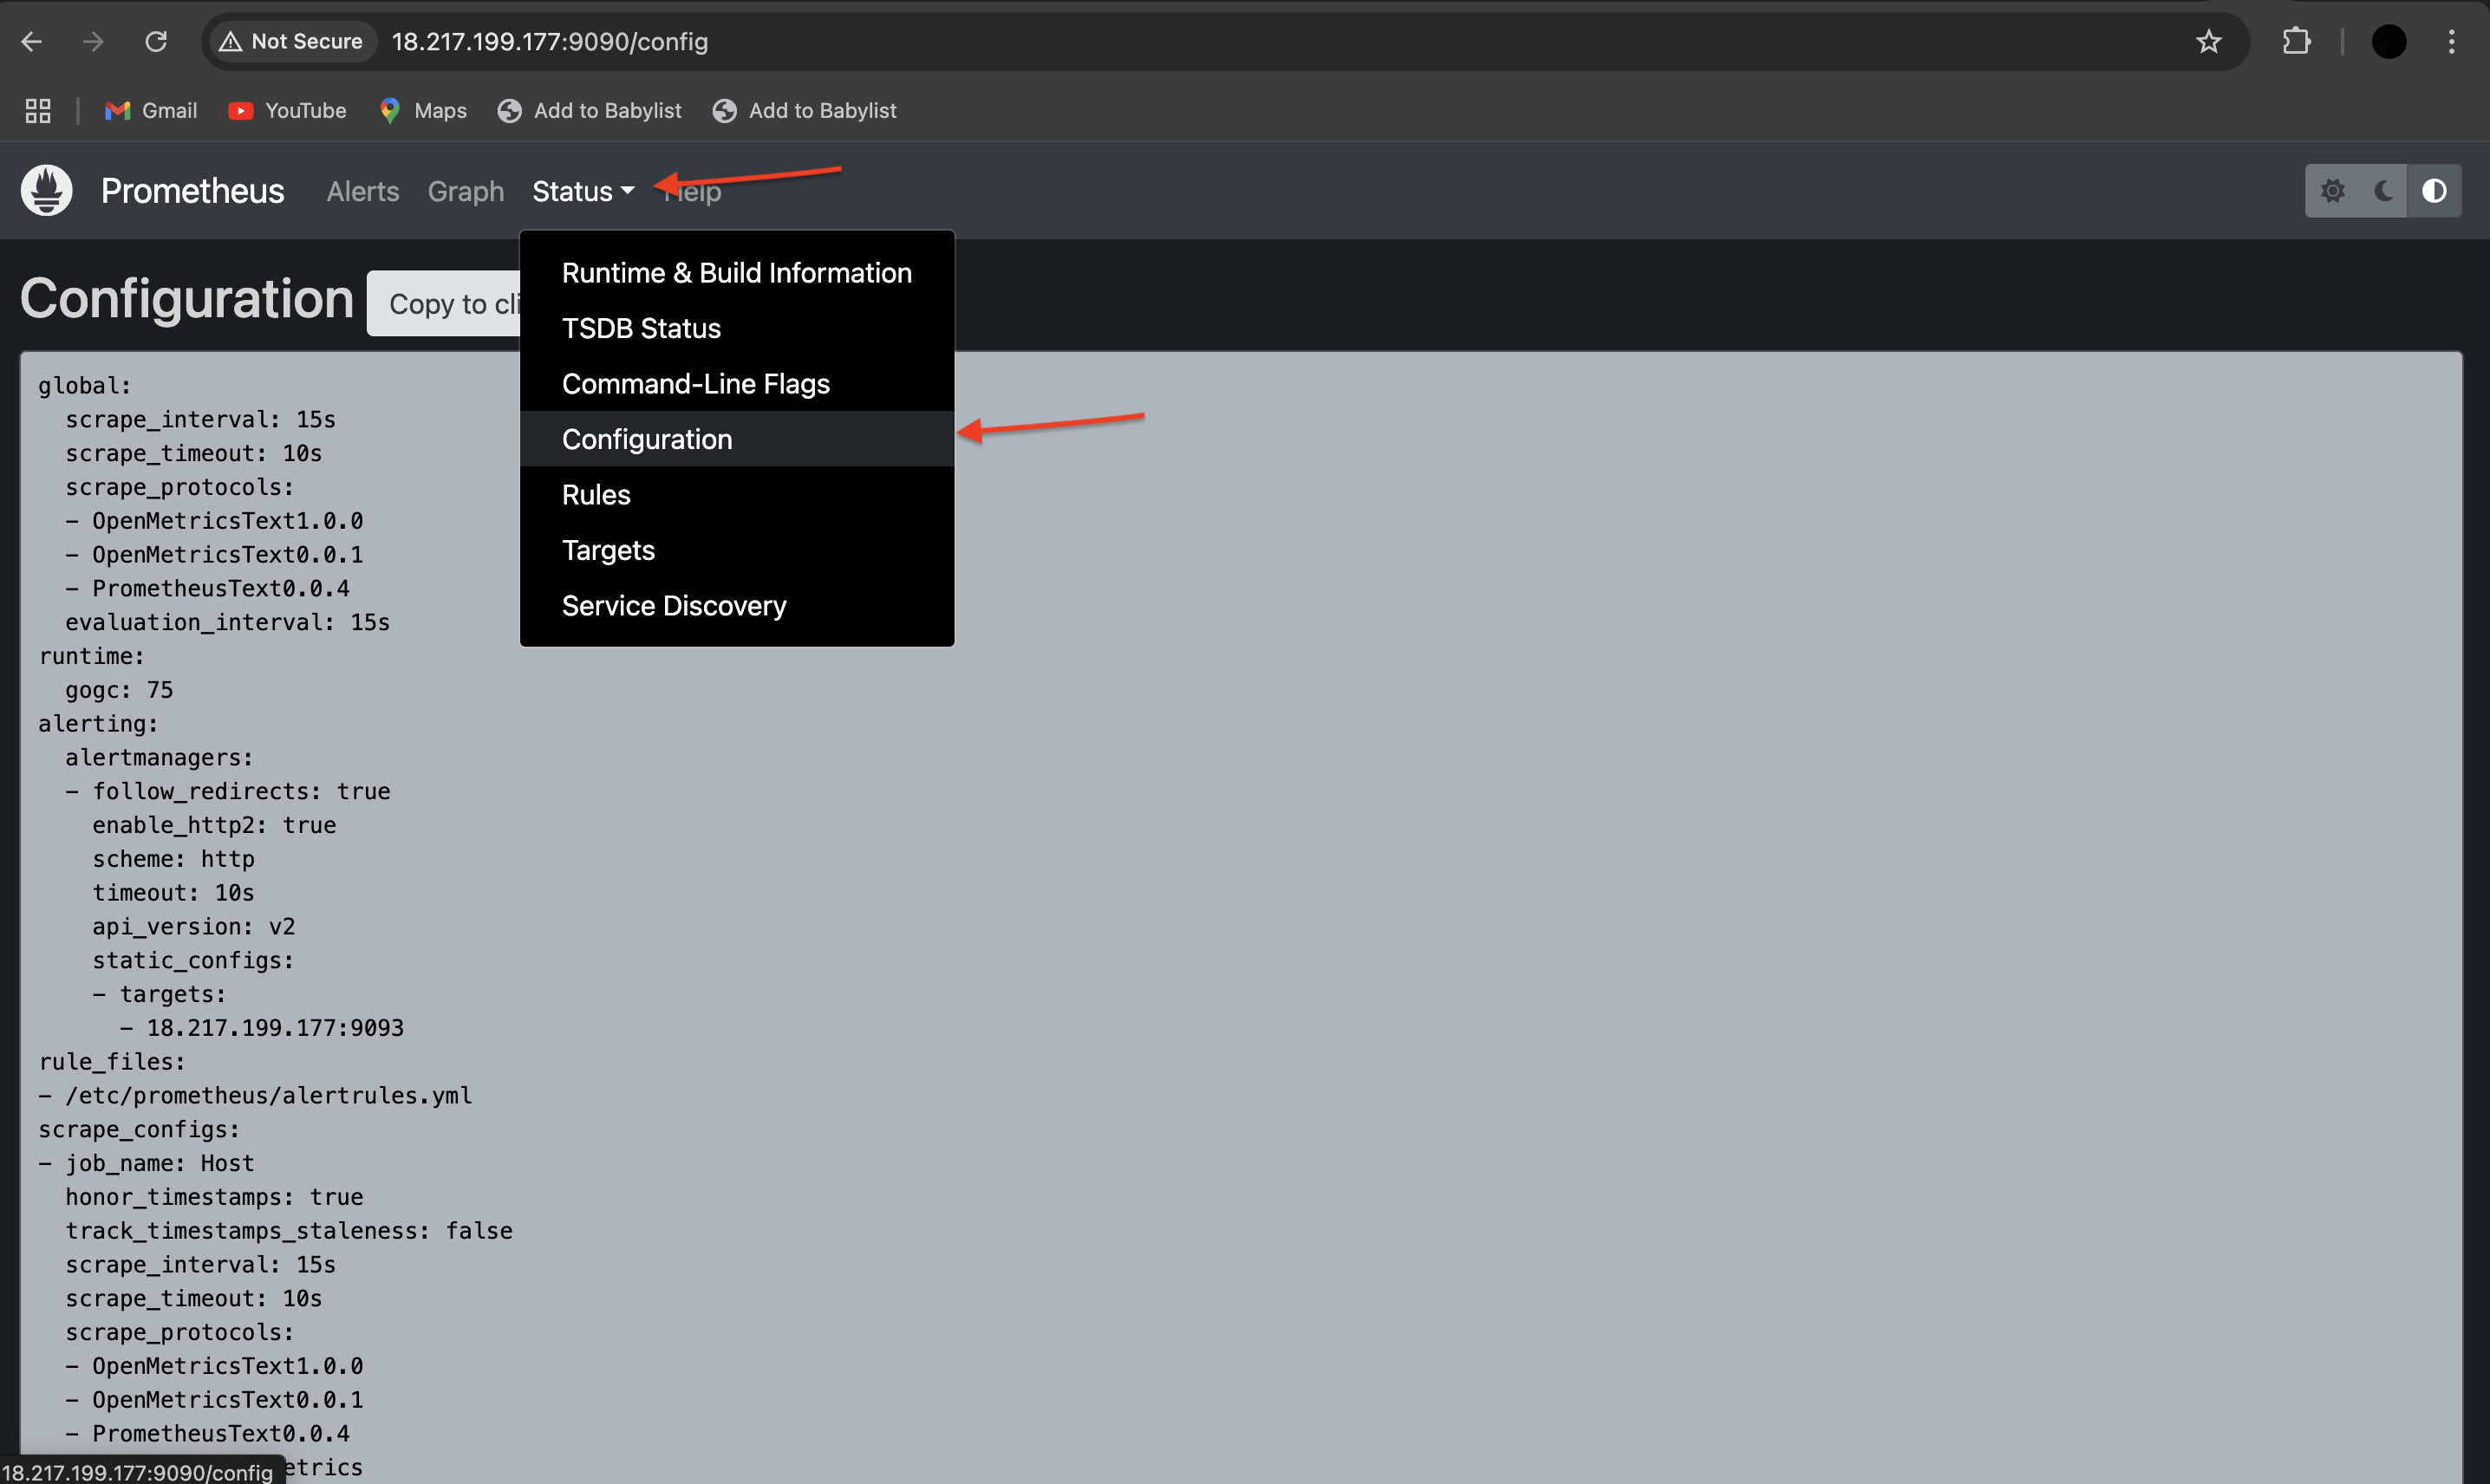 Not Secure 18.217.199.177:9090/config
Gmail YouTube Maps Add to Babylist Add to Babylist
Prometheus Alerts Graph Status Help
Configuration Copy to cli
Runtime & Build Information
TSDB Status
Command-Line Flags
Configuration
Rules
Targets
Service Discovery
global:
  scrape_interval: 15s
  scrape_timeout: 10s
  scrape_protocols:
  - OpenMetricsText1.0.0
  - OpenMetricsText0.0.1
  - PrometheusText0.0.4
  evaluation_interval: 15s
runtime:
  gogc: 75
alerting:
  alertmanagers:
  - follow_redirects: true
    enable_http2: true
    scheme: http
    timeout: 10s
    api_version: v2
    static_configs:
    - targets:
      - 18.217.199.177:9093
rule_files:
- /etc/prometheus/alertrules.yml
scrape_configs:
- job_name: Host
  honor_timestamps: true
  track_timestamps_staleness: false
  scrape_interval: 15s
  scrape_timeout: 10s
  scrape_protocols:
  - OpenMetricsText1.0.0
  - OpenMetricsText0.0.1
  - PrometheusText0.0.4
etrics
18.217.199.177:9090/config